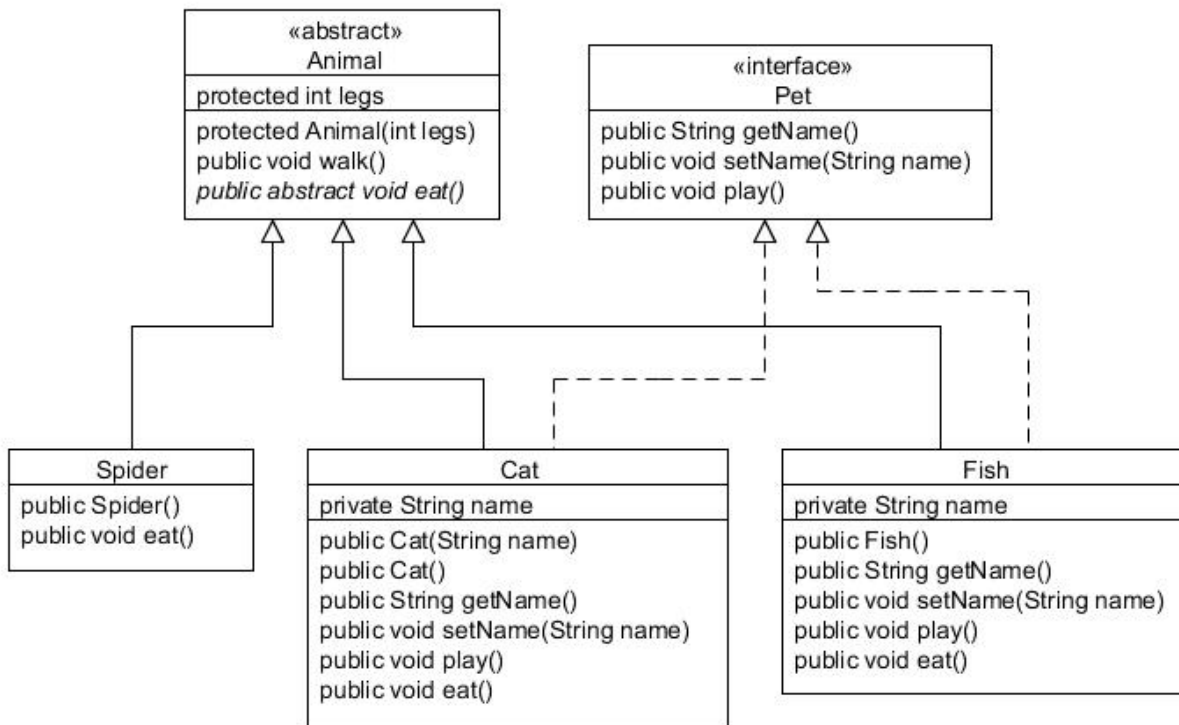 «abstract»
Animal
protected int legs
protected Animal(int legs)
public void walk()
public abstract void eat()
«interface»
Pet
public String getName()
public void setName(String name)
public void play()
Spider
public Spider()
public void eat()
Cat
private String name
public Cat(String name)
public Cat()
public String getName()
public void setName(String name)
public void play()
public void eat()
Fish
private String name
public Fish()
public String getName()
public void setName(String name)
public void play()
public void eat()